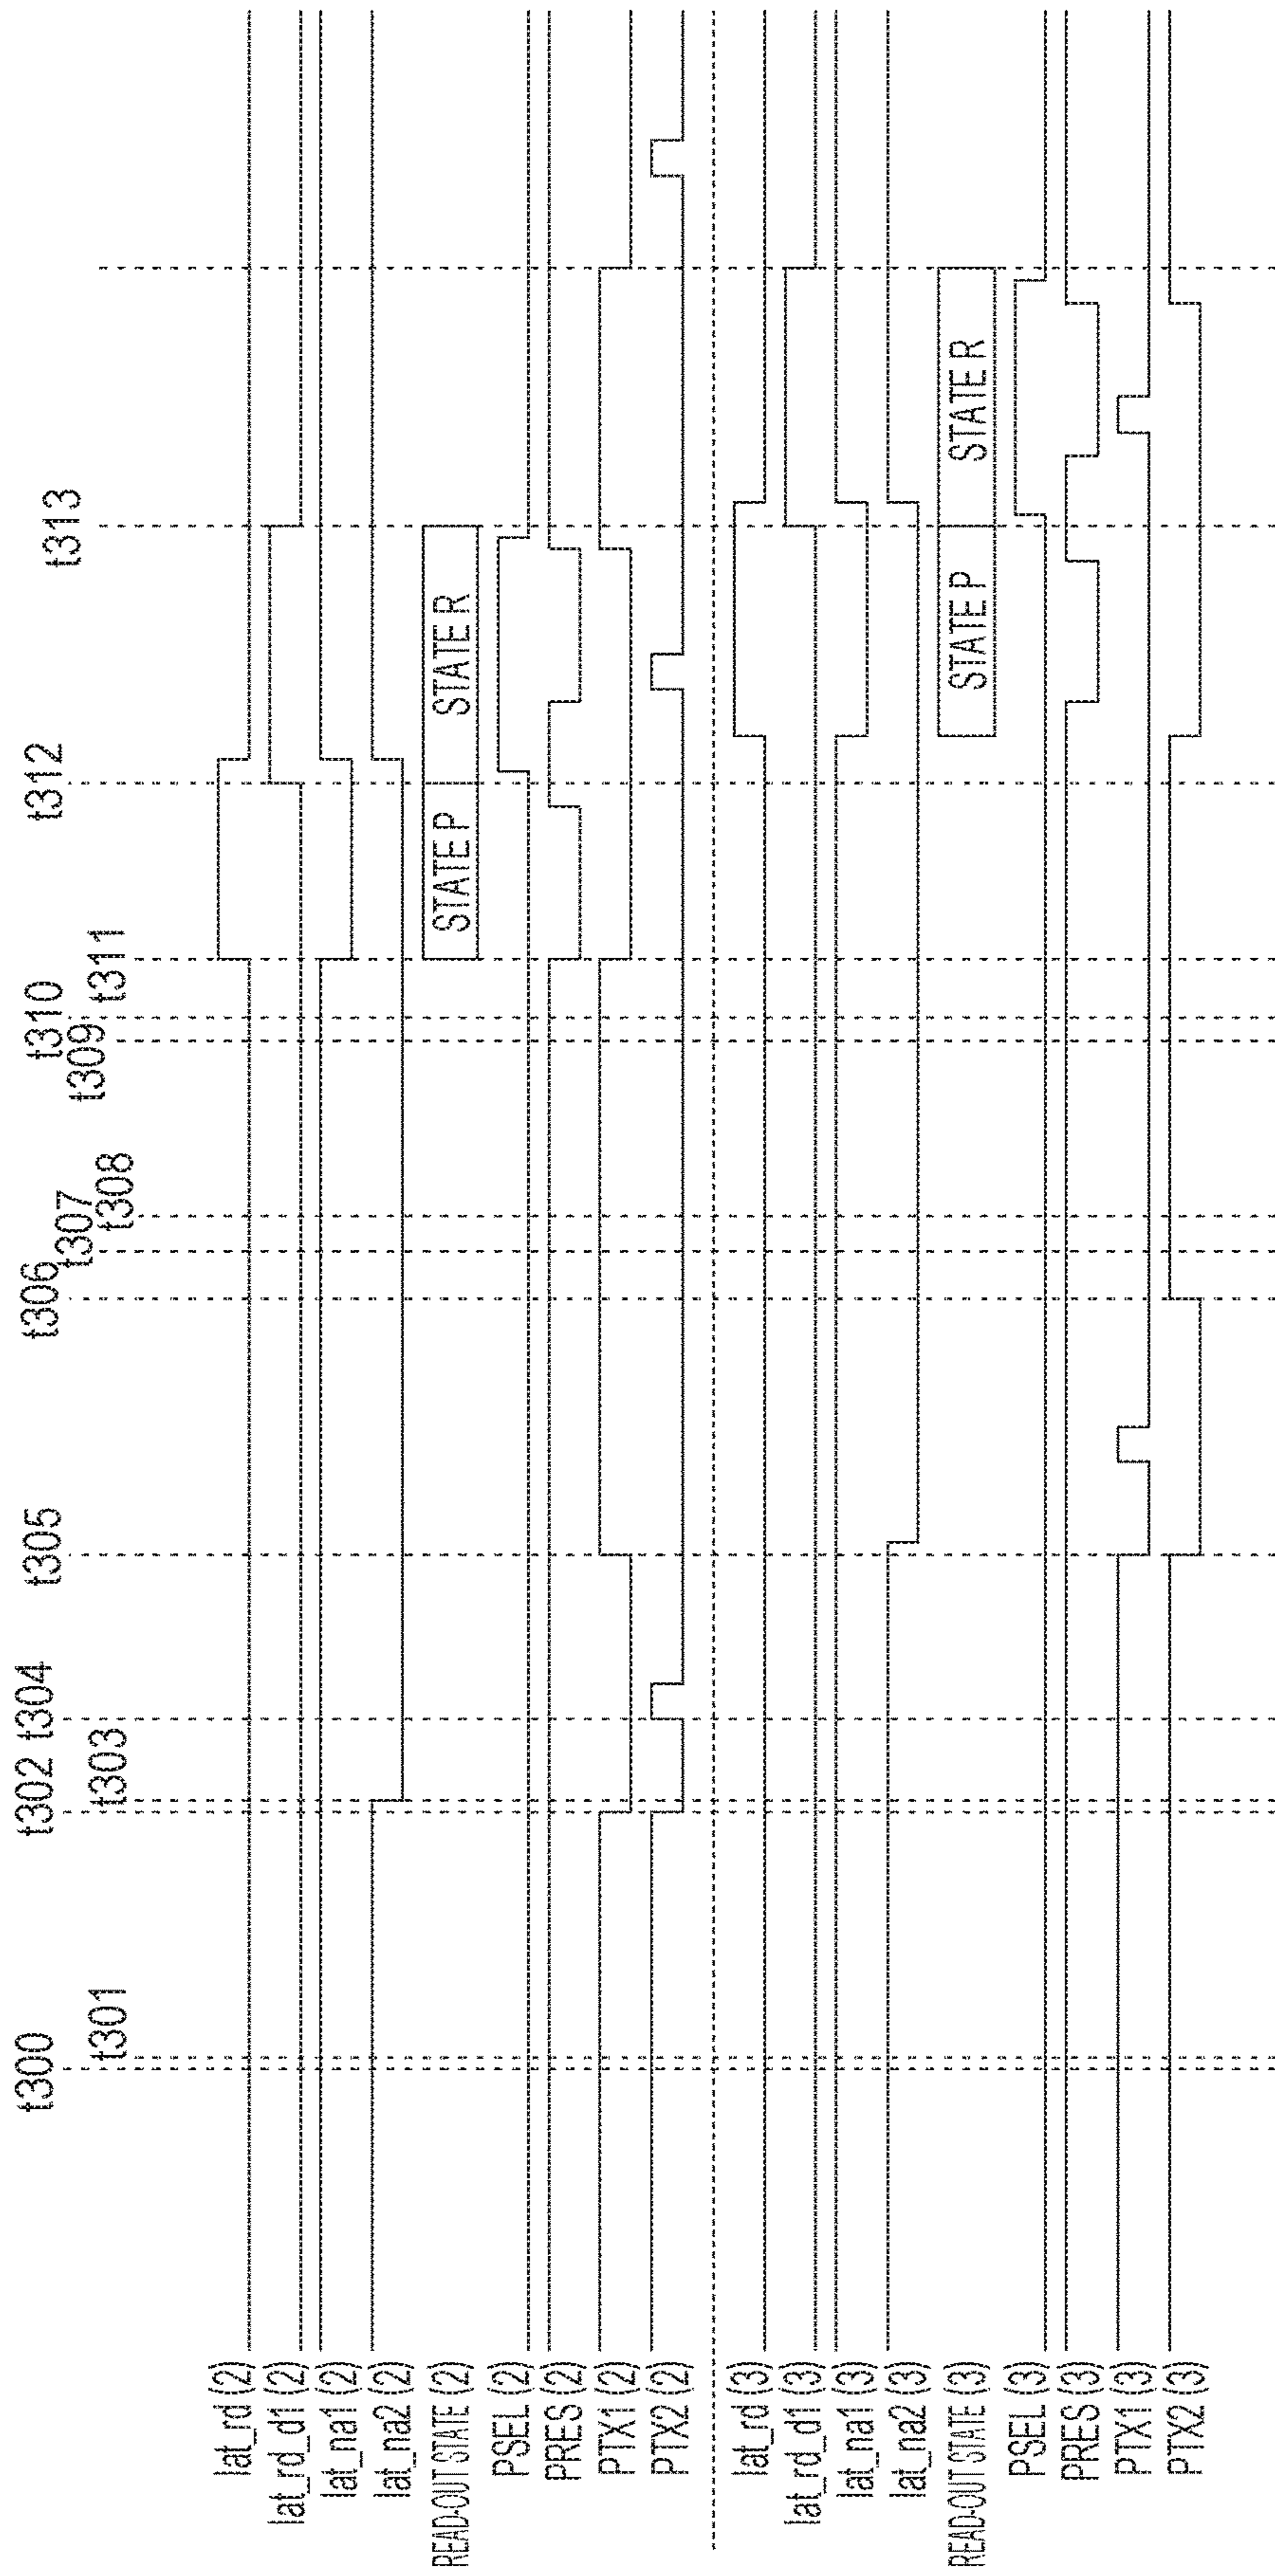 t300
t301
t302
t303
t304
t305
t306
t307
t308
t309
t310
t311
t312
t313
lat_rd (2)
lat_rd_d1 (2)
lat_na1 (2)
lat_na2 (2)
READ-OUT STATE (2)
STATE P
STATE R
PSEL (2)
PRES (2)
PTX1 (2)
PTX2 (2)
lat_rd (3)
lat_rd_d1 (3)
lat_na1 (3)
lat_na2 (3)
READ-OUT STATE (3)
STATE P
STATE R
PSEL (3)
PRES (3)
PTX1 (3)
PTX2 (3)